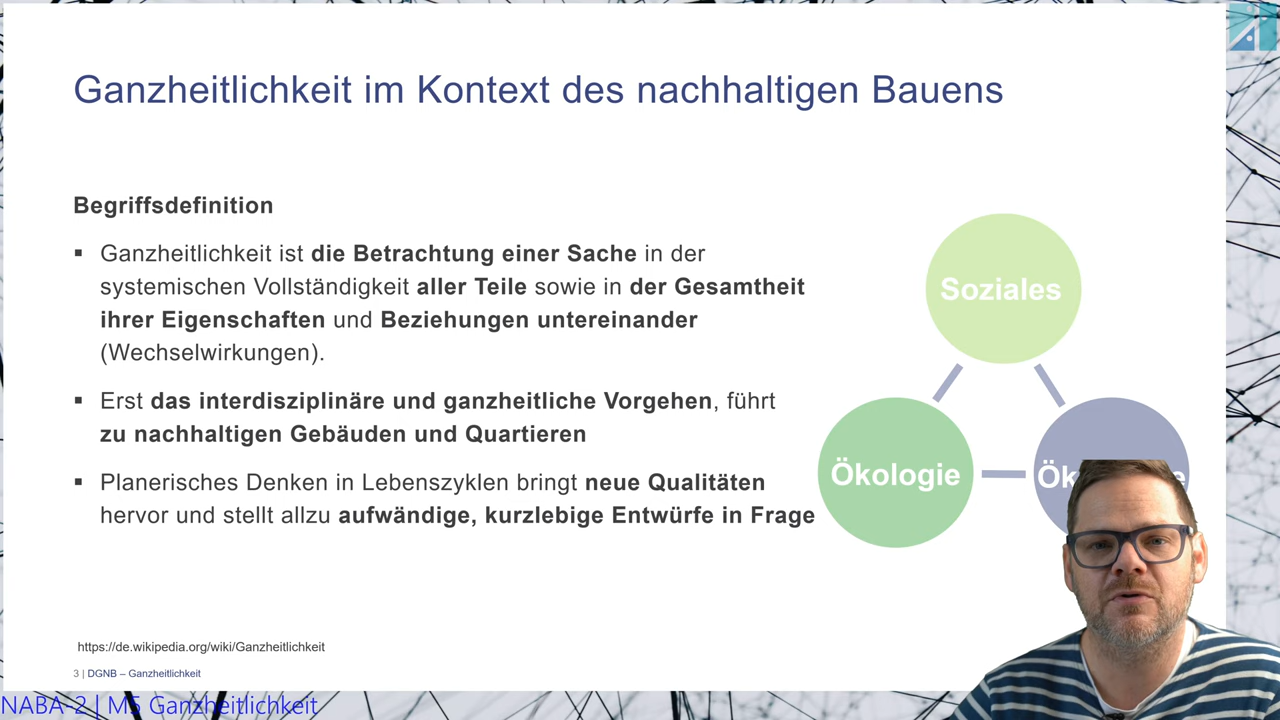 Ganzheitlichkeit im Kontext des nachhaltigen Bauens
Begriffsdefinition
▪ Ganzheitlichkeit ist die Betrachtung einer Sache in der
systemischen Vollständigkeit aller Teile sowie in der Gesamtheit
ihrer Eigenschaften und Beziehungen untereinander
(Wechselwirkungen).
▪ Erst das interdisziplinäre und ganzheitliche Vorgehen, führt
zu nachhaltigen Gebäuden und Quartieren
▪ Planerisches Denken in Lebenszyklen bringt neue Qualitäten
hervor und stellt allzu aufwändige, kurzlebige Entwürfe in Frage
Soziales
Ökologie
https://de.wikipedia.org/wiki/Ganzheitlichkeit
3 | DGNB – Ganzheitlichkeit
NABA-2 | M5 Ganzheitlichkeit